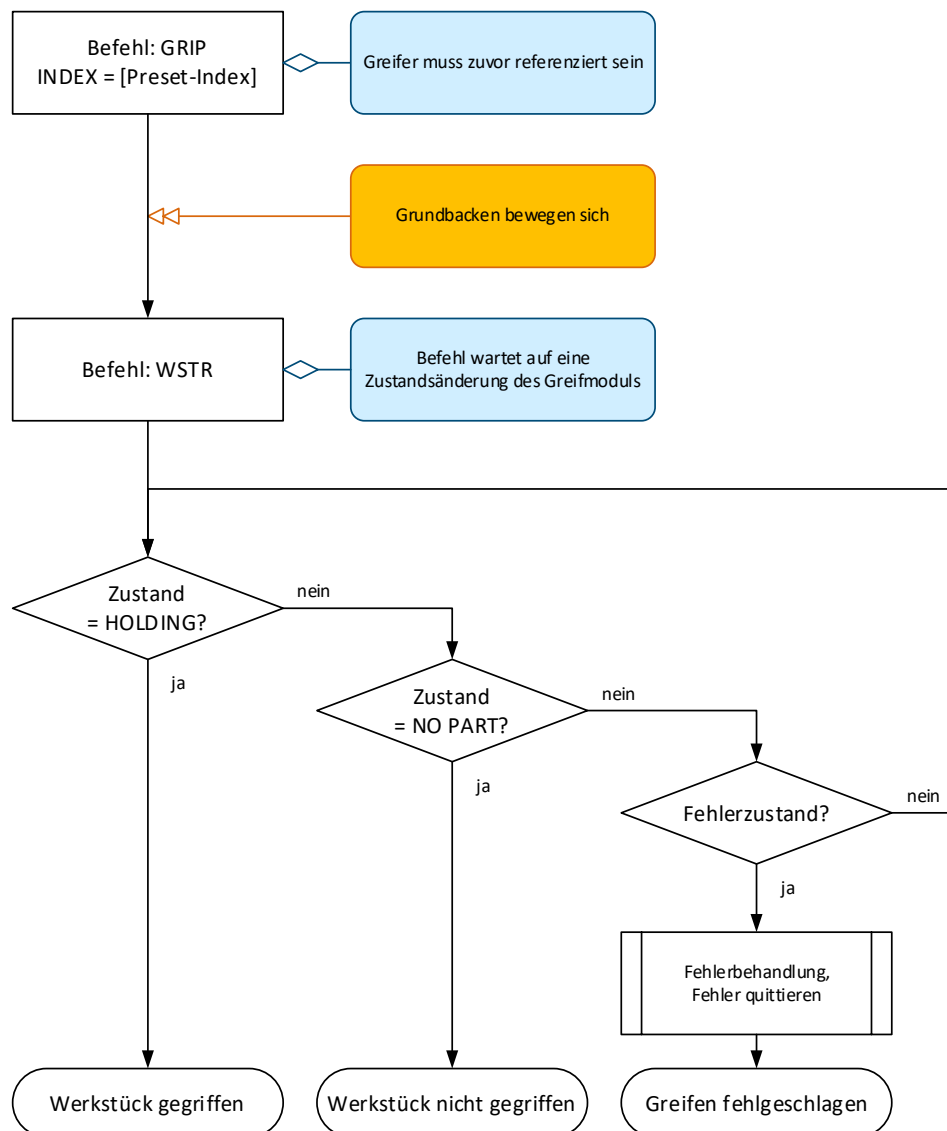 Befehl: GRIP
INDEX = [Preset-Index]
Greifer muss zuvor referenziert sein
Grundbacken bewegen sich
Befehl: WSTR
Befehl wartet auf eine
Zustandsänderung des Greifmoduls
Zustand
= HOLDING?
nein
ja
Zustand
= NO PART?
nein
ja
Fehlerzustand?
nein
ja
Fehlerbehandlung,
Fehler quittieren
Werkstück gegriffen
Werkstück nicht gegriffen
Greifen fehlgeschlagen